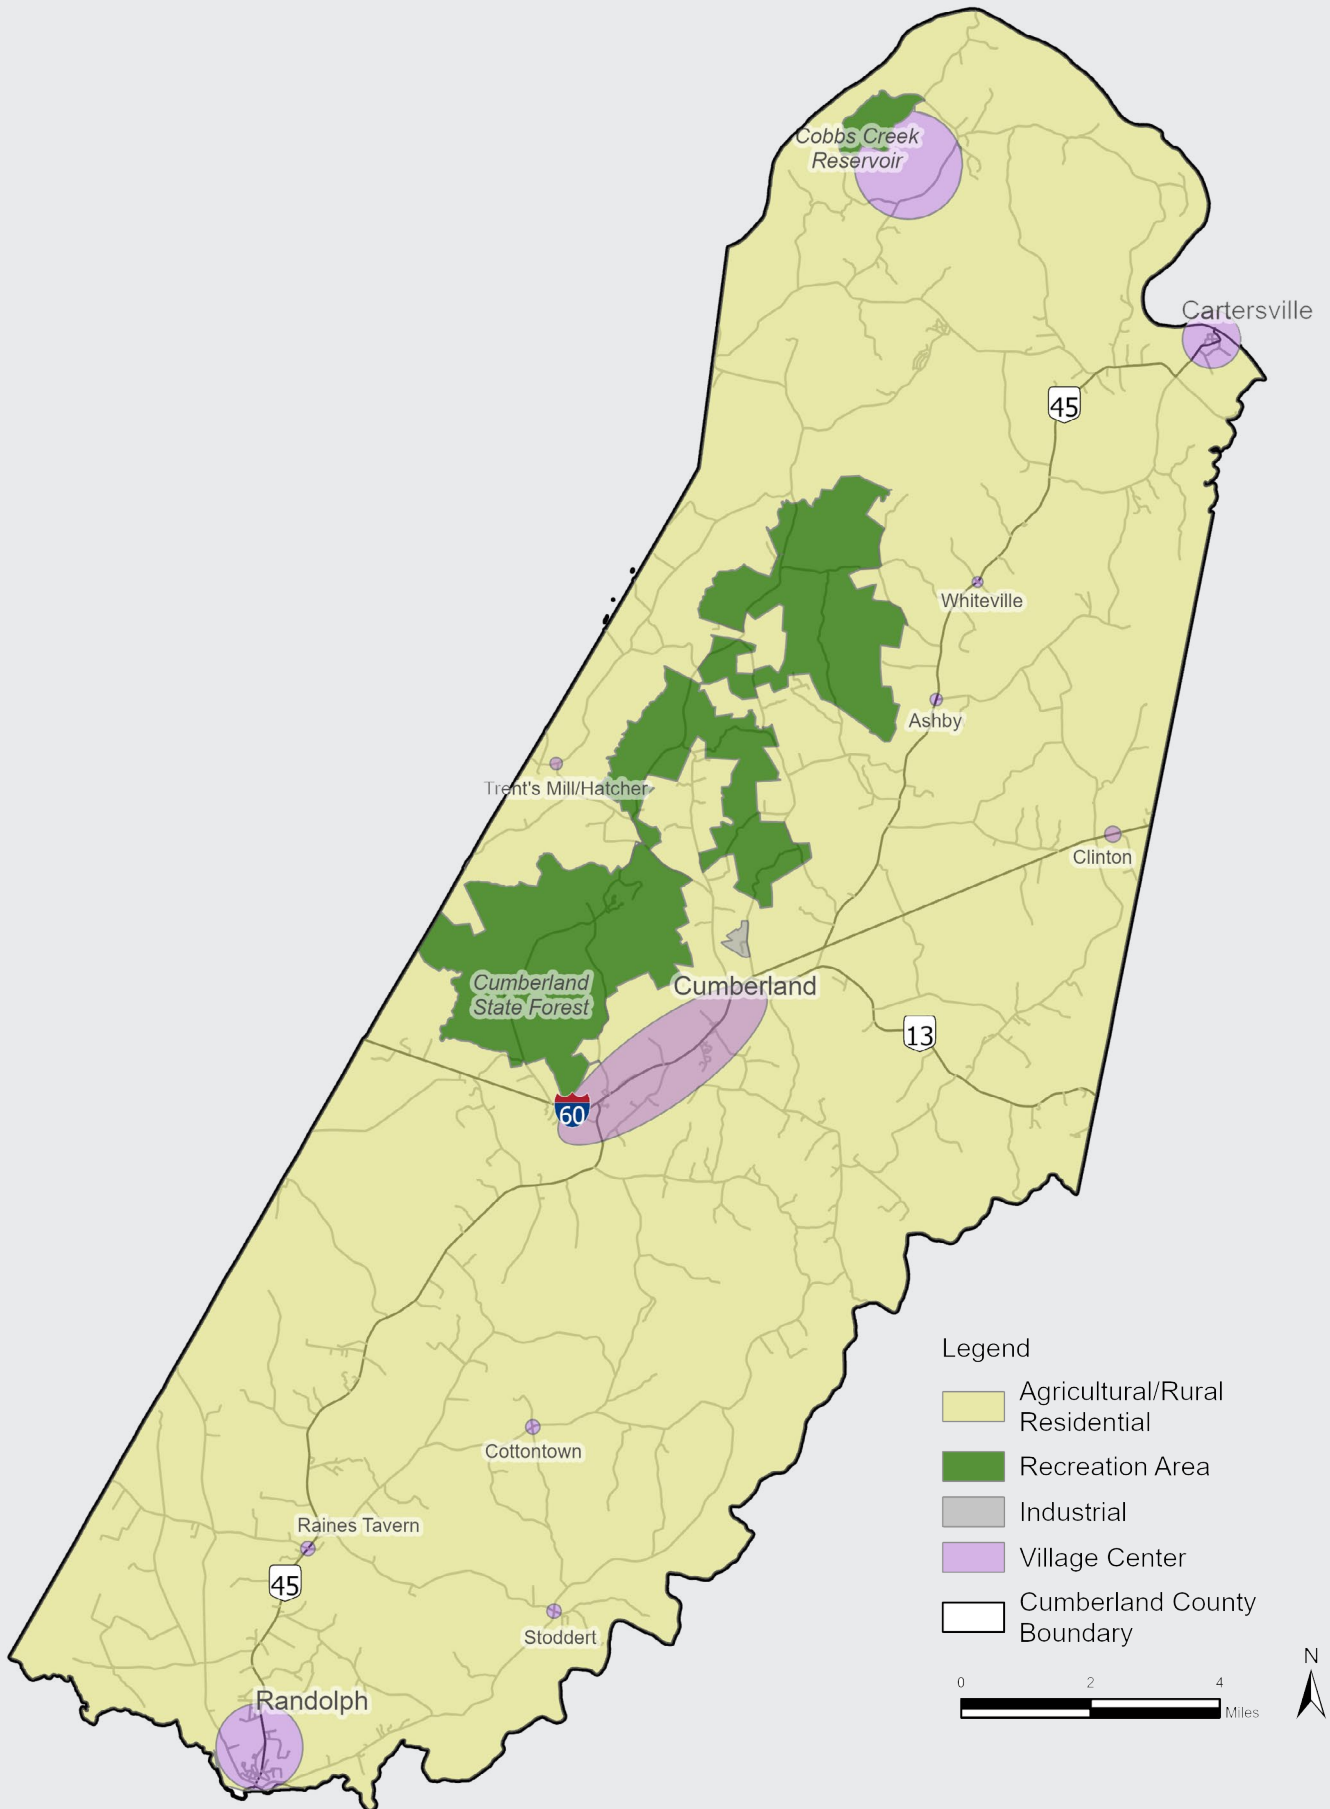 Cobbs Creek
Reservoir
Cartersville
45
Whiteville
Ashby
Trent's Mill/Hatcher
Clinton
Cumberland
State Forest
Cumberland
13
60
Cottontown
Raines Tavern
45
Stoddert
Randolph
Legend
Agricultural/Rural
Residential
Recreation Area
Industrial
Village Center
Cumberland County
Boundary
N
0 2 4
Miles